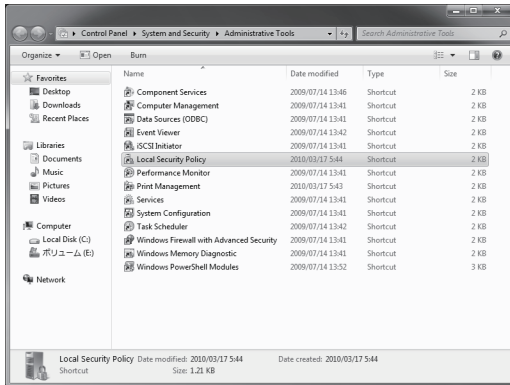 Control Panel System and Security Administrative Tools Search Administrative Tools
Organize Open Burn
Favorites
Desktop
Downloads
Recent Places
Libraries
Documents
Music
Pictures
Videos
Computer
Local Disk (C:)
ボリューム (E:)
Network
Name Date modified Type Size
Component Services 2009/07/14 13:46 Shortcut 2 KB
Computer Management 2009/07/14 13:41 Shortcut 2 KB
Data Sources (ODBC) 2009/07/14 13:41 Shortcut 2 KB
Event Viewer 2009/07/14 13:42 Shortcut 2 KB
iSCSI Initiator 2009/07/14 13:41 Shortcut 2 KB
Local Security Policy 2010/03/17 5:44 Shortcut 2 KB
Performance Monitor 2009/07/14 13:41 Shortcut 2 KB
Print Management 2010/03/17 5:43 Shortcut 2 KB
Services 2009/07/14 13:41 Shortcut 2 KB
System Configuration 2009/07/14 13:41 Shortcut 2 KB
Task Scheduler 2009/07/14 13:42 Shortcut 2 KB
Windows Firewall with Advanced Security 2009/07/14 13:41 Shortcut 2 KB
Windows Memory Diagnostic 2009/07/14 13:41 Shortcut 2 KB
Windows PowerShell Modules 2009/07/14 13:52 Shortcut 3 KB
Local Security Policy Date modified: 2010/03/17 5:44 Date created: 2010/03/17 5:44
Shortcut Size: 1.21 KB